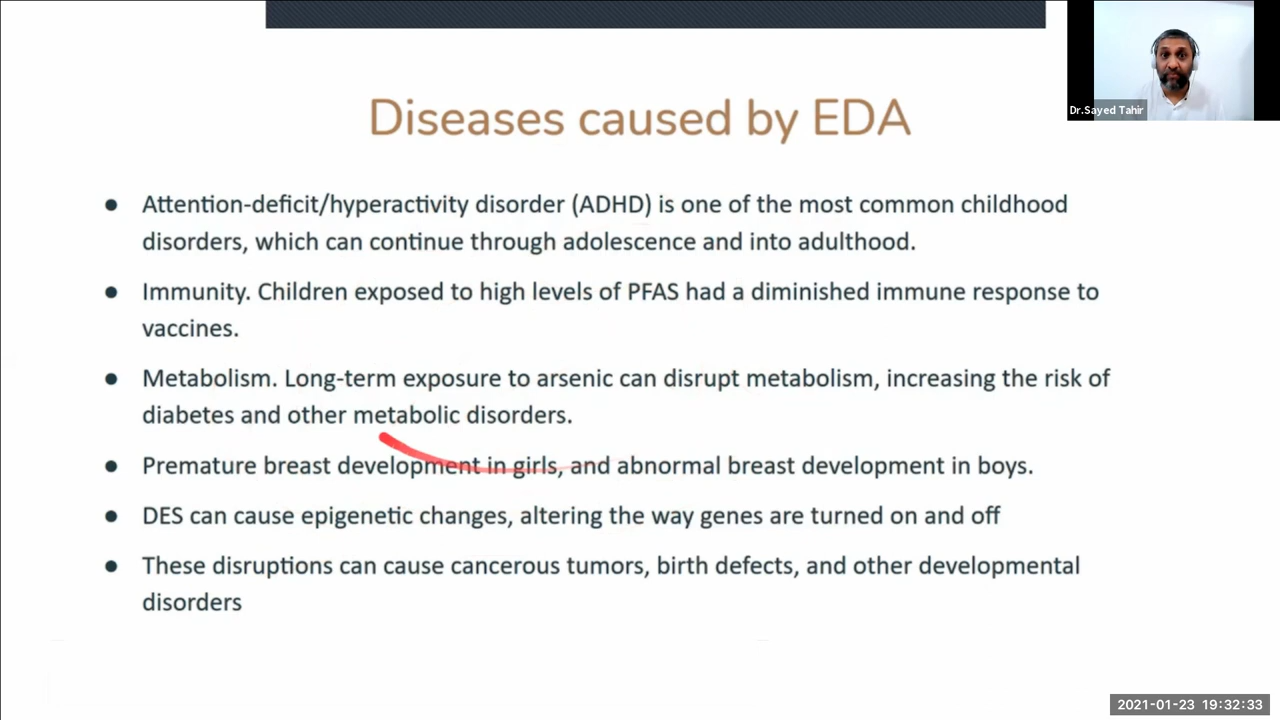 Dr.Sayed Tahir
Diseases caused by EDA
● Attention-deficit/hyperactivity disorder (ADHD) is one of the most common childhood
disorders, which can continue through adolescence and into adulthood.
● Immunity. Children exposed to high levels of PFAS had a diminished immune response to
vaccines.
● Metabolism. Long-term exposure to arsenic can disrupt metabolism, increasing the risk of
diabetes and other metabolic disorders.
● Premature breast development in girls, and abnormal breast development in boys.
● DES can cause epigenetic changes, altering the way genes are turned on and off
● These disruptions can cause cancerous tumors, birth defects, and other developmental
disorders
2021-01-23 19:32:33